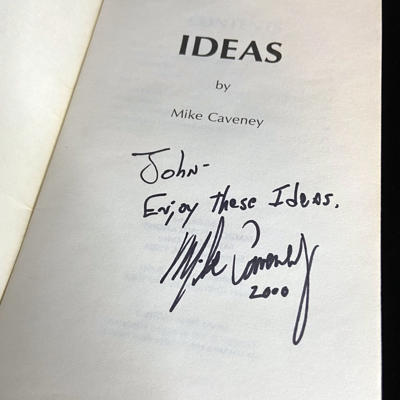 IDEAS
by
Mike Caveney
John-
Enjoy these Ideas.
Mike Caveney
2000